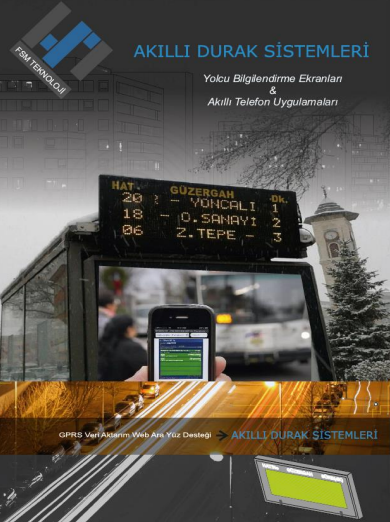 FSM TEKNOLOJİ
AKILLI DURAK SİSTEMLERİ
Yolcu Bilgilendirme Ekranları
&
Akıllı Telefon Uygulamaları
HAT. GÜZERGAH Dk.
20 - YONCALI 1
18 - O.SANAYI 2
06 Z.TEPE - 3
GPRS Veri Aktarım Web Ara Yüz Desteği → AKILLI DURAK SİSTEMLERİ